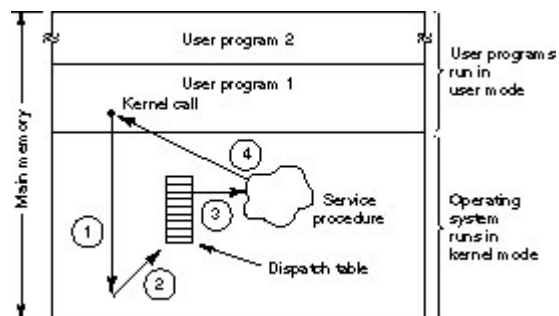 User program 2
User program 1
Kernel call
User programs
run in
user mode
Main memory
4
3
Service
procedure
1
2
Dispatch table
Operating
system
runs in
kernel mode